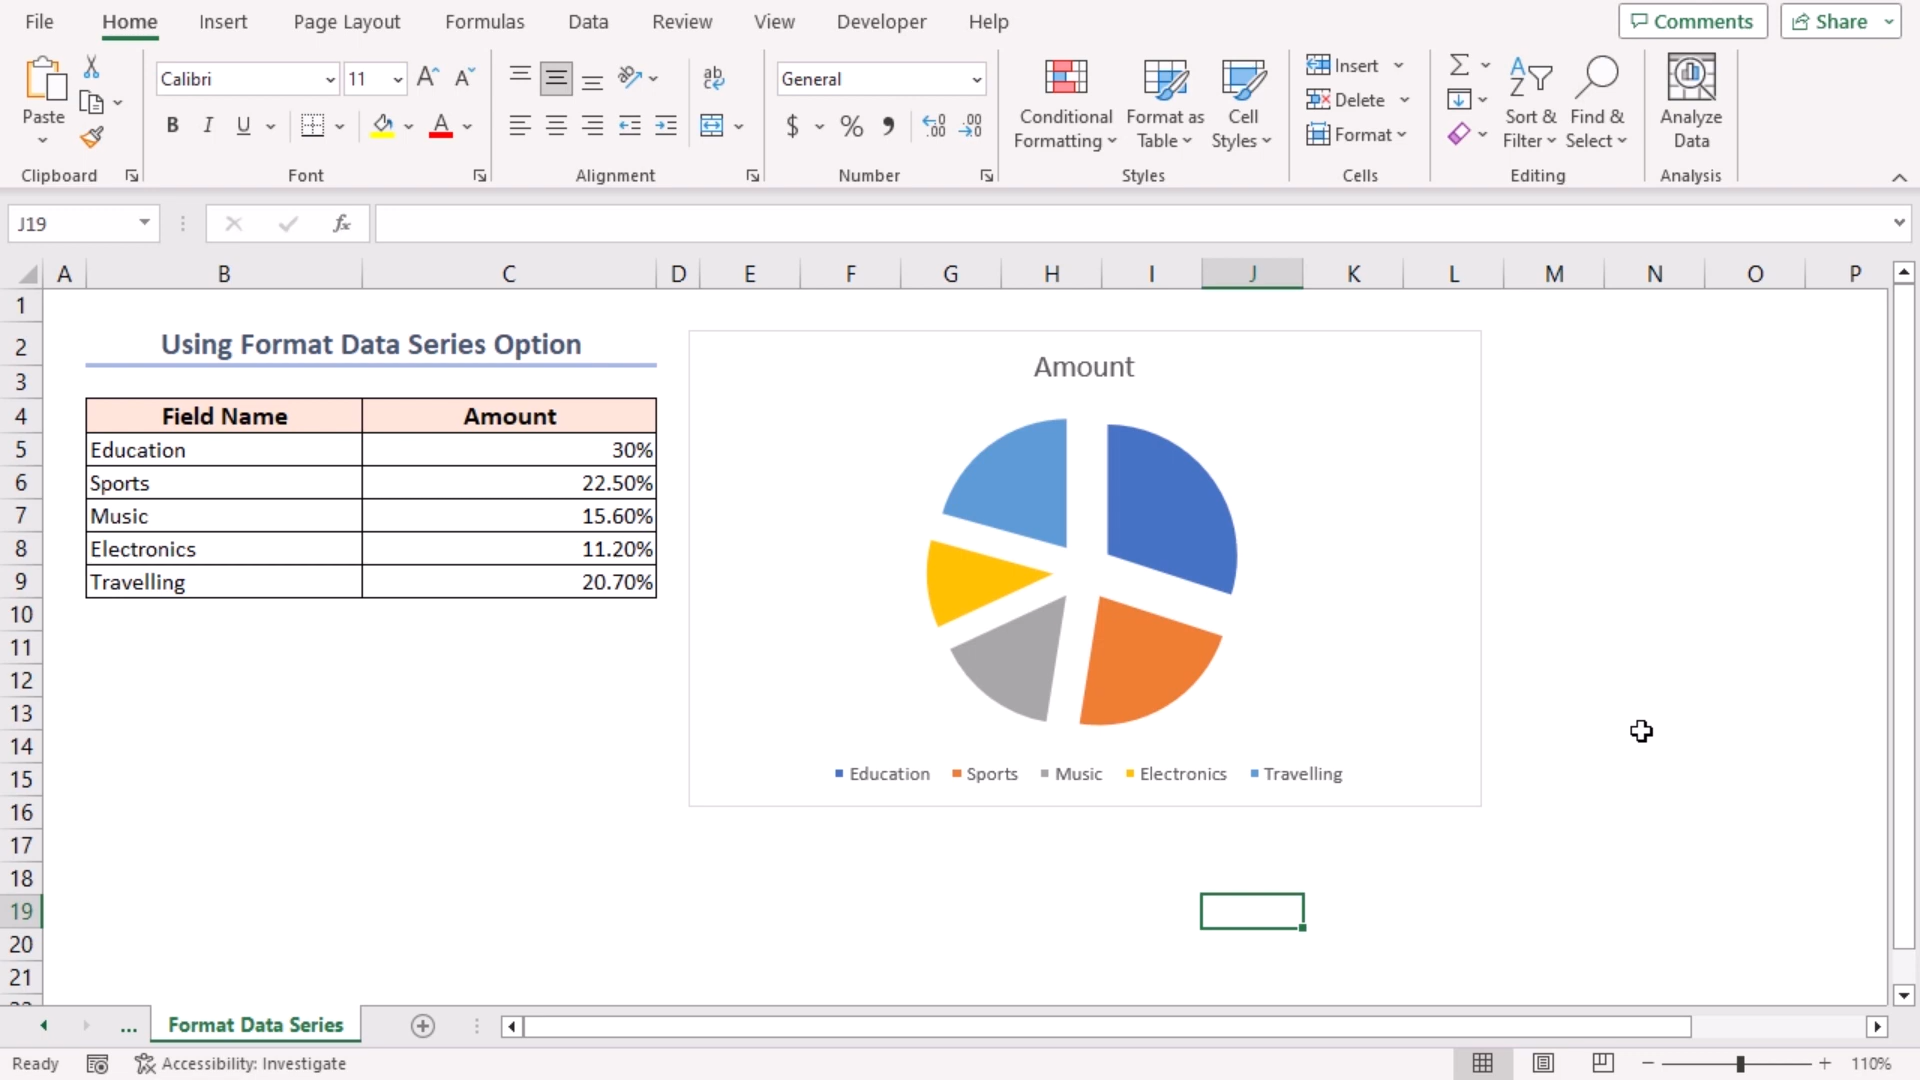 File Home Insert Page Layout Formulas Data Review View Developer Help Comments Share
Calibri 11 General
Paste
B I U $ % , .00
Conditional Formatting Format as Table Cell Styles
Insert
Delete
Format
Sort & Filter Find & Select
Analyze Data
Clipboard Font Alignment Number Styles Cells Editing Analysis
J19 fx
A B C D E F G H I J K L M N O P
1
2 Using Format Data Series Option
3
4 Field Name Amount
5 Education 30%
6 Sports 22.50%
7 Music 15.60%
8 Electronics 11.20%
9 Travelling 20.70%
10
11
12
13
14
15
16
17
18
19
20
21
Amount
Education Sports Music Electronics Travelling
... Format Data Series
Ready Accessibility: Investigate 110%